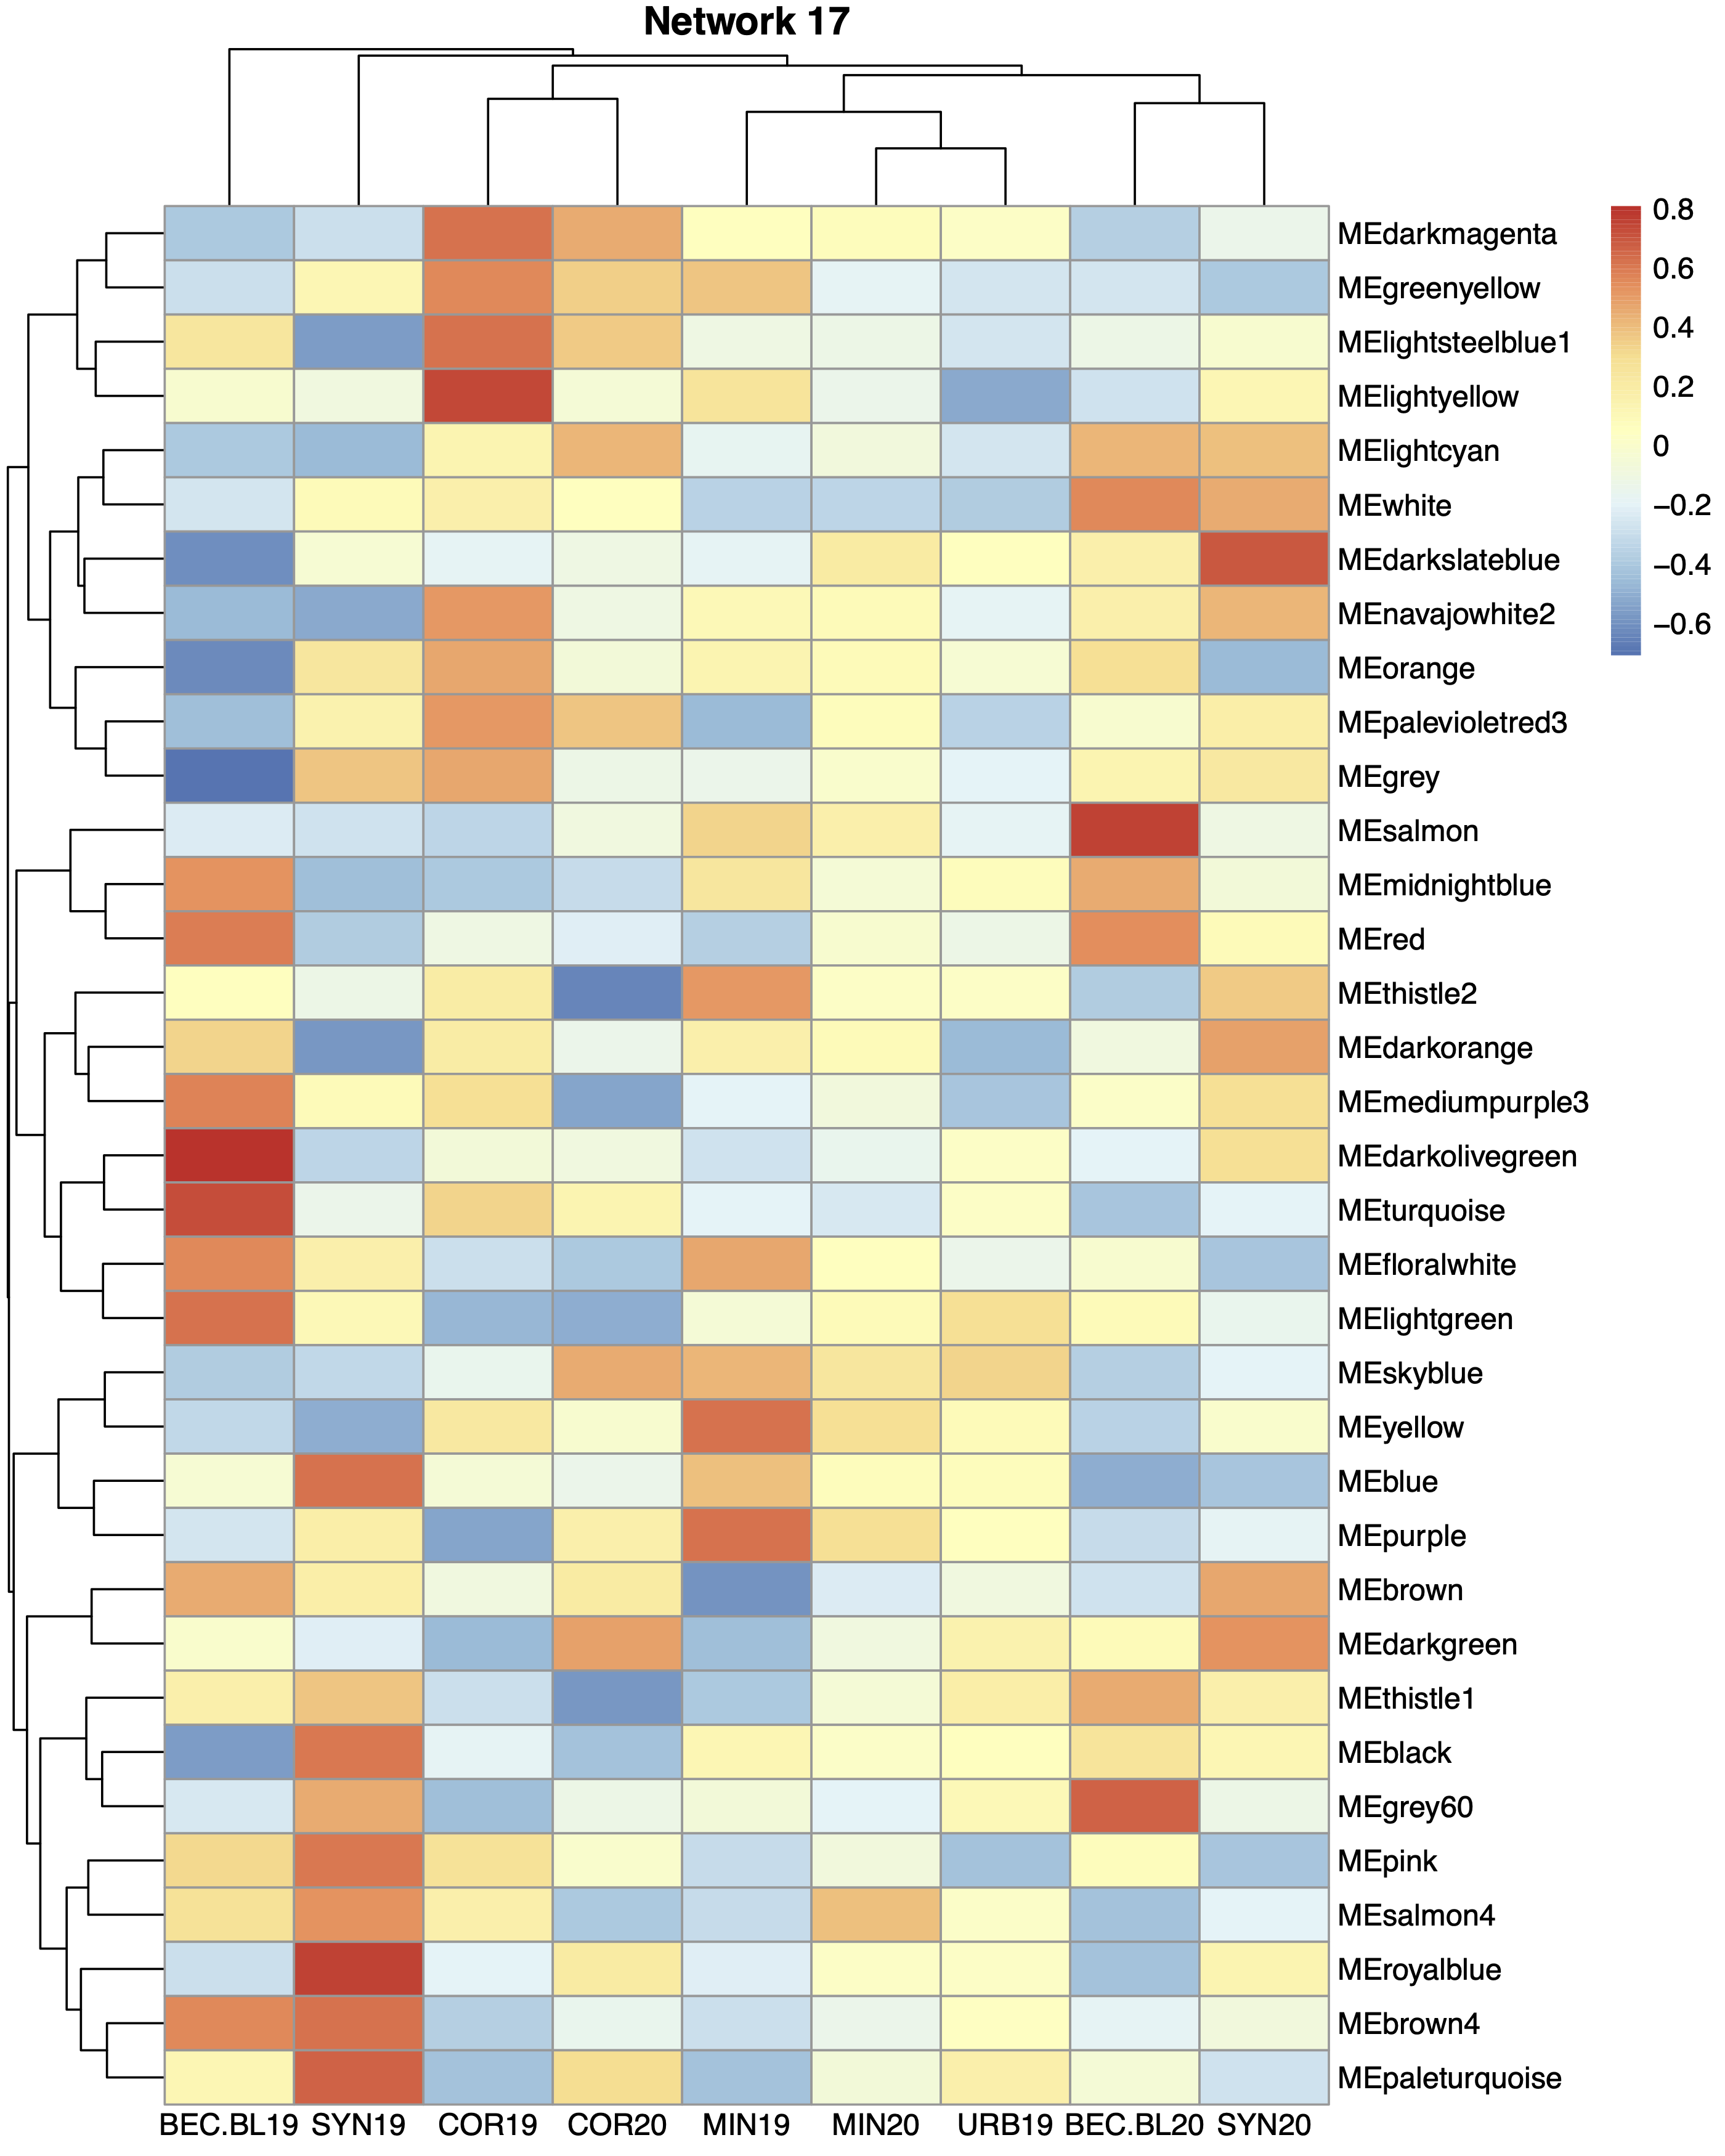 Network 17
0.8
0.6
0.4
0.2
0
−0.2
−0.4
−0.6
MEdarkmagenta
MEgreenyellow
MElightsteelblue1
MElightyellow
MElightcyan
MEwhite
MEdarkslateblue
MEnavajowhite2
MEorange
MEpalevioletred3
MEgrey
MEsalmon
MEmidnightblue
MEred
MEthistle2
MEdarkorange
MEmediumpurple3
MEdarkolivegreen
MEturquoise
MEfloralwhite
MElightgreen
MEskyblue
MEyellow
MEblue
MEpurple
MEbrown
MEdarkgreen
MEthistle1
MEblack
MEgrey60
MEpink
MEsalmon4
MEroyalblue
MEbrown4
MEpaleturquoise
BEC.BL19 SYN19 COR19 COR20 MIN19 MIN20 URB19 BEC.BL20 SYN20